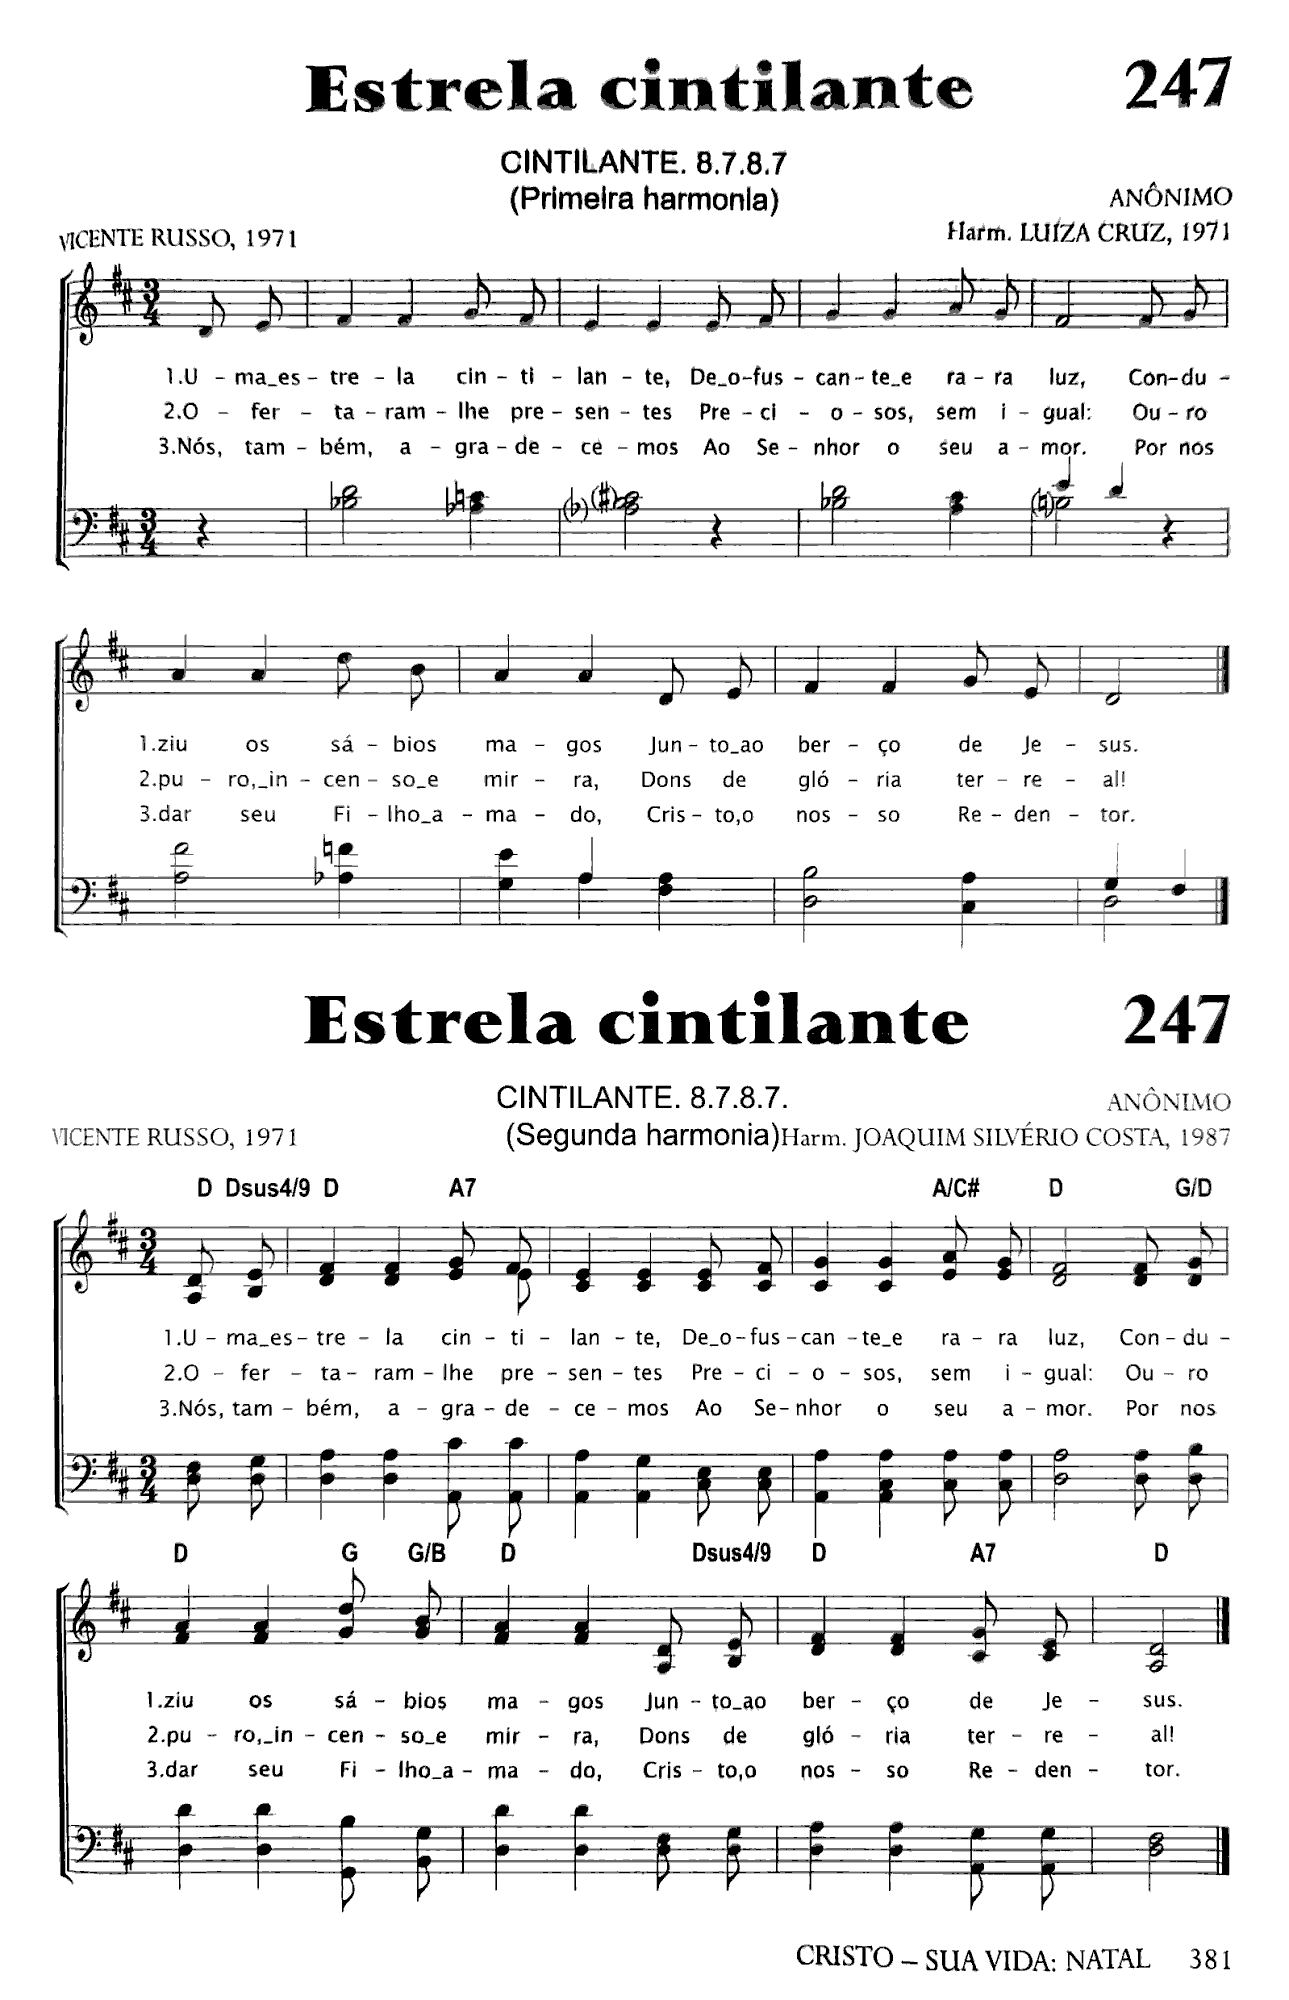 Estrela cintilante 247
CINTILANTE. 8.7.8.7
(Primeira harmonia)
ANÔNIMO
VICENTE RUSSO, 1971
Harm. LUÍZA CRUZ, 1971
1.U – ma_es – tre – la cin – ti – lan – te, De_o–fus – can – te_e ra – ra luz, Con–du –
2.O – fer – ta – ram – lhe pre – sen – tes Pre – ci – o – sos, sem i – gual: Ou – ro
3.Nós, tam – bém, a – gra – de – ce – mos Ao Se – nhor o seu a – mor. Por nos
1.ziu os sá – bios ma – gos Jun – to_ao ber – ço de Je – sus.
2.pu – ro,_in – cen – so_e mir – ra, Dons de gló – ria ter – re – al!
3.dar seu Fi – lho_a – ma – do, Cris – to,o nos – so Re – den – tor.
Estrela cintilante 247
CINTILANTE. 8.7.8.7.
ANÔNIMO
VICENTE RUSSO, 1971
(Segunda harmonia)Harm. JOAQUIM SILVÉRIO COSTA, 1987
D Dsus4/9 D A7 A/C# D G/D
1.U – ma_es – tre – la cin – ti – lan – te, De_o–fus – can – te_e ra – ra luz, Con – du –
2.O – fer – ta – ram – lhe pre – sen – tes Pre – ci – o – sos, sem i – gual: Ou – ro
3.Nós, tam – bém, a – gra – de – ce – mos Ao Se – nhor o seu a – mor. Por nos
D G G/B D Dsus4/9 D A7 D
1.ziu os sá – bios ma – gos Jun – to_ao ber – ço de Je – sus.
2.pu – ro,_in – cen – so_e mir – ra, Dons de gló – ria ter – re – al!
3.dar seu Fi – lho_a – ma – do, Cris – to,o nos – so Re – den – tor.
CRISTO – SUA VIDA: NATAL 381